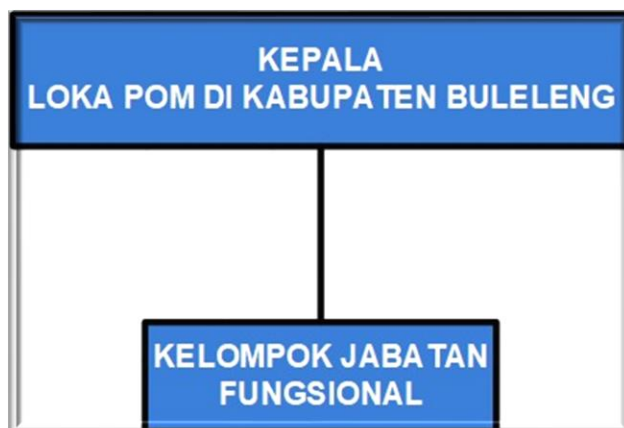 KEPALA
LOKA POM DI KABUPATEN BULELENG
KELOMPOK JABATAN
FUNGSIONAL